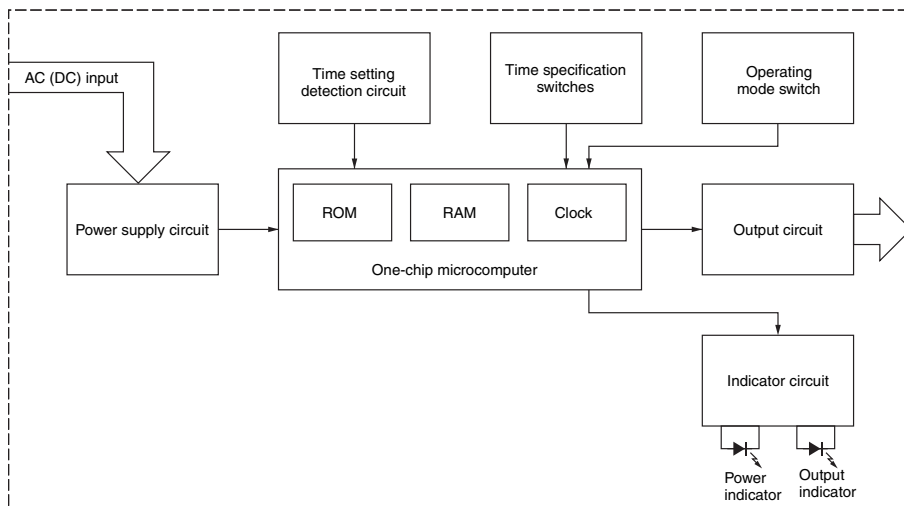 AC (DC) input
Time setting
detection circuit
Time specification
switches
Operating
mode switch
Power supply circuit
ROM
RAM
Clock
One-chip microcomputer
Output circuit
Indicator circuit
Power
indicator
Output
indicator